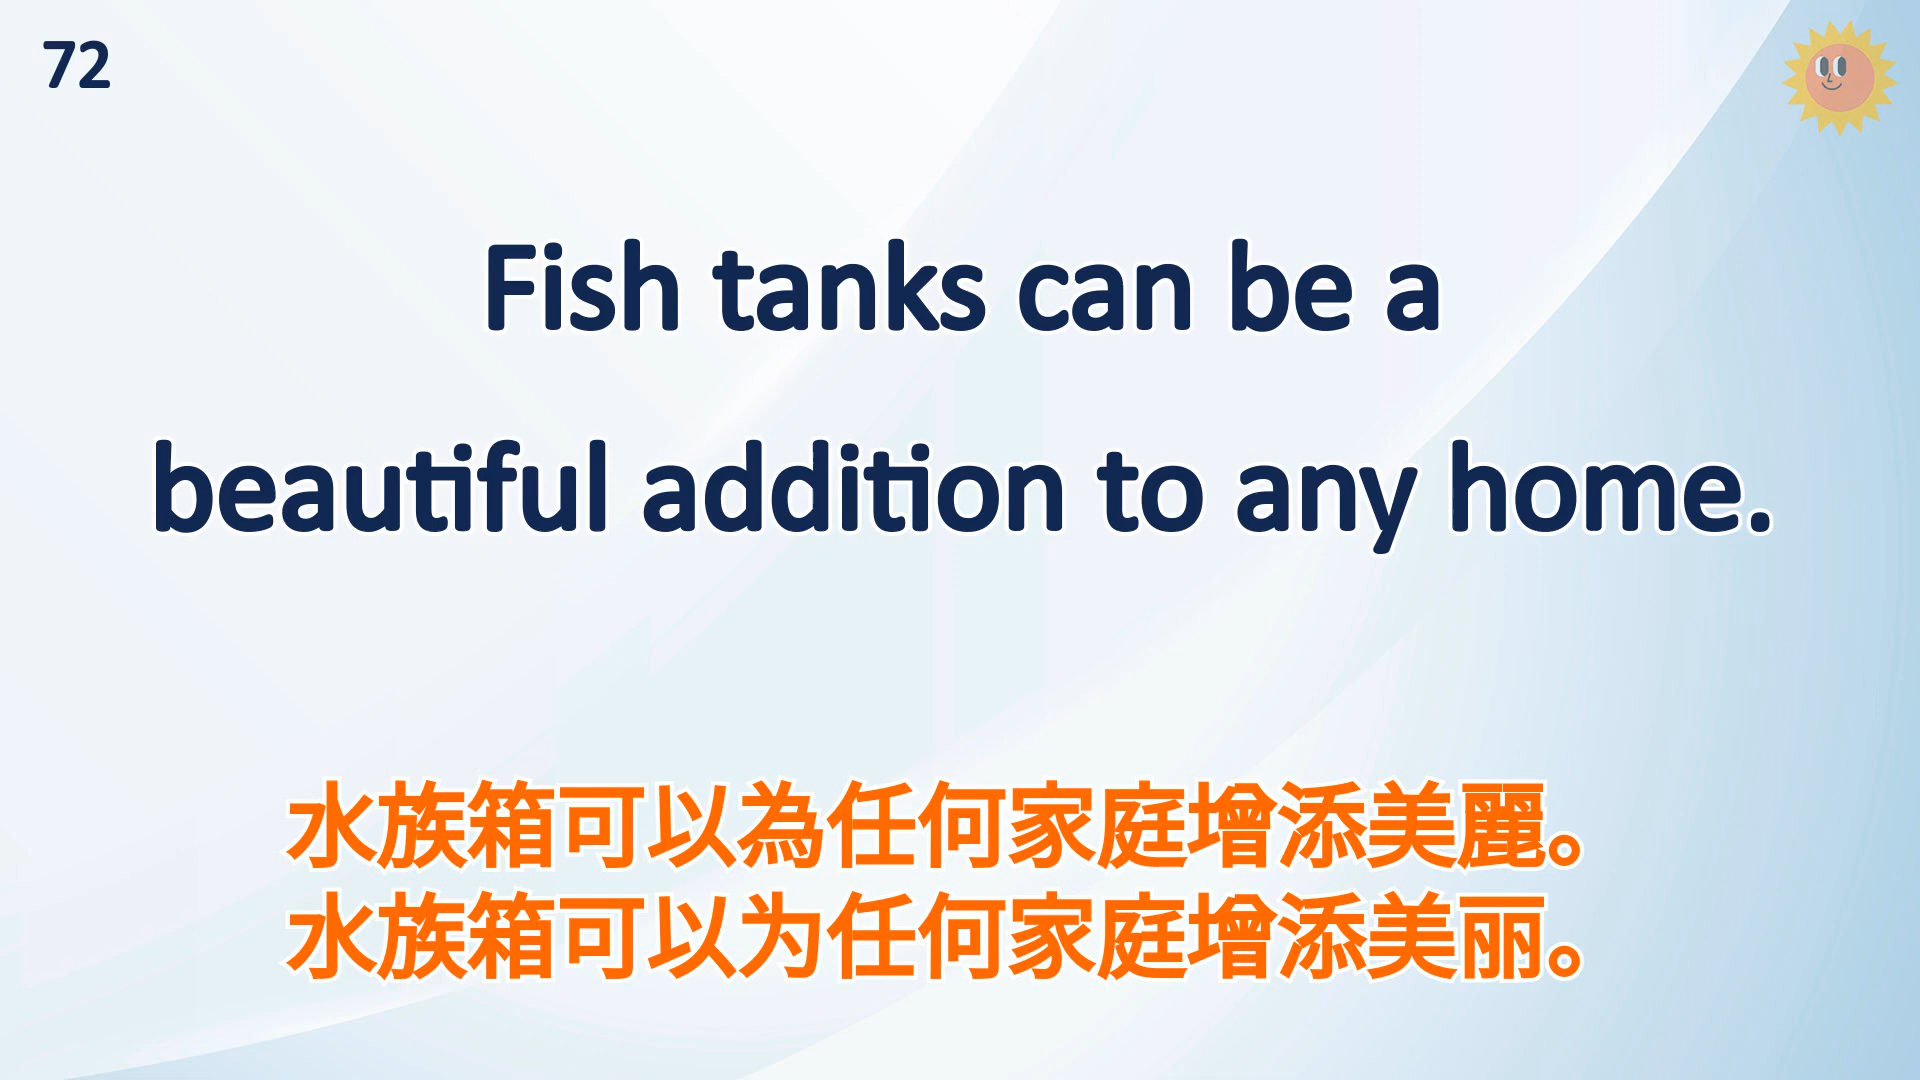 72
Fish tanks can be a
beautiful addition to any home.
水族箱可以為任何家庭增添美麗。
水族箱可以为任何家庭增添美丽。